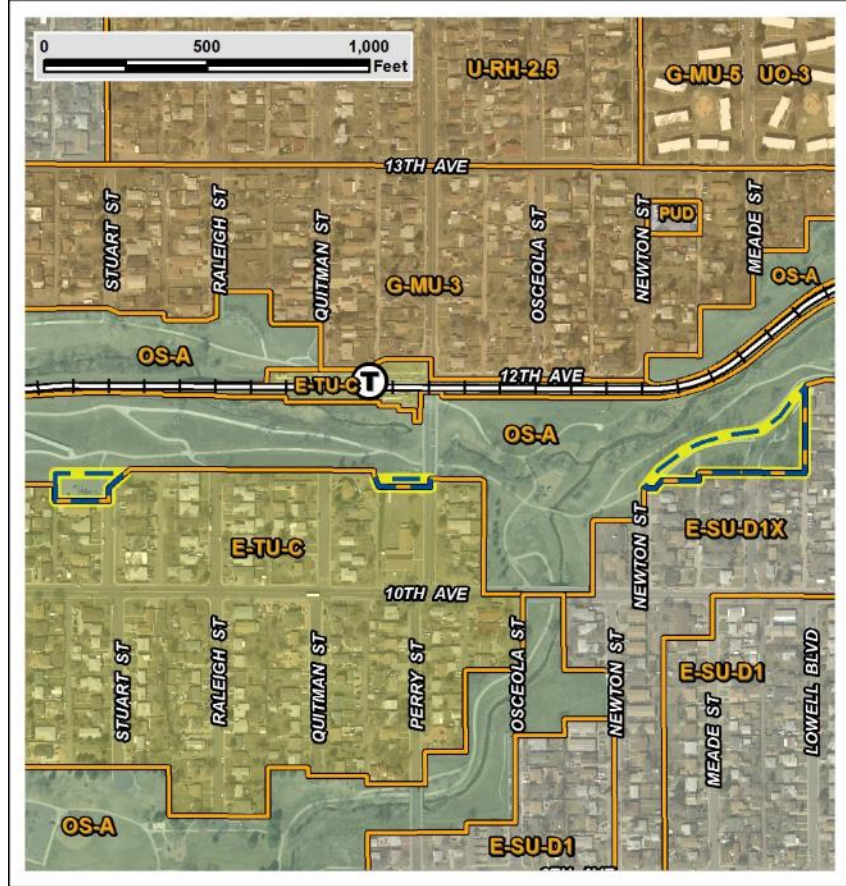 0 500 1,000
Feet
U-RH-2.5
G-MU-5 UO-3
13TH AVE
STUART ST
RALEIGH ST
QUITMAN ST
OSCEOLA ST
NEWTON ST
PUD
MEADE ST
G-MU-3
OS-A
OS-A
E-TU-C
T
12TH AVE
OS-A
E-TU-C
NEWTON ST
E-SU-D1X
10TH AVE
STUART ST
RALEIGH ST
QUITMAN ST
PERRY ST
OSCEOLA ST
NEWTON ST
E-SU-D1
MEADE ST
LOWELL BLVD
OS-A
E-SU-D1